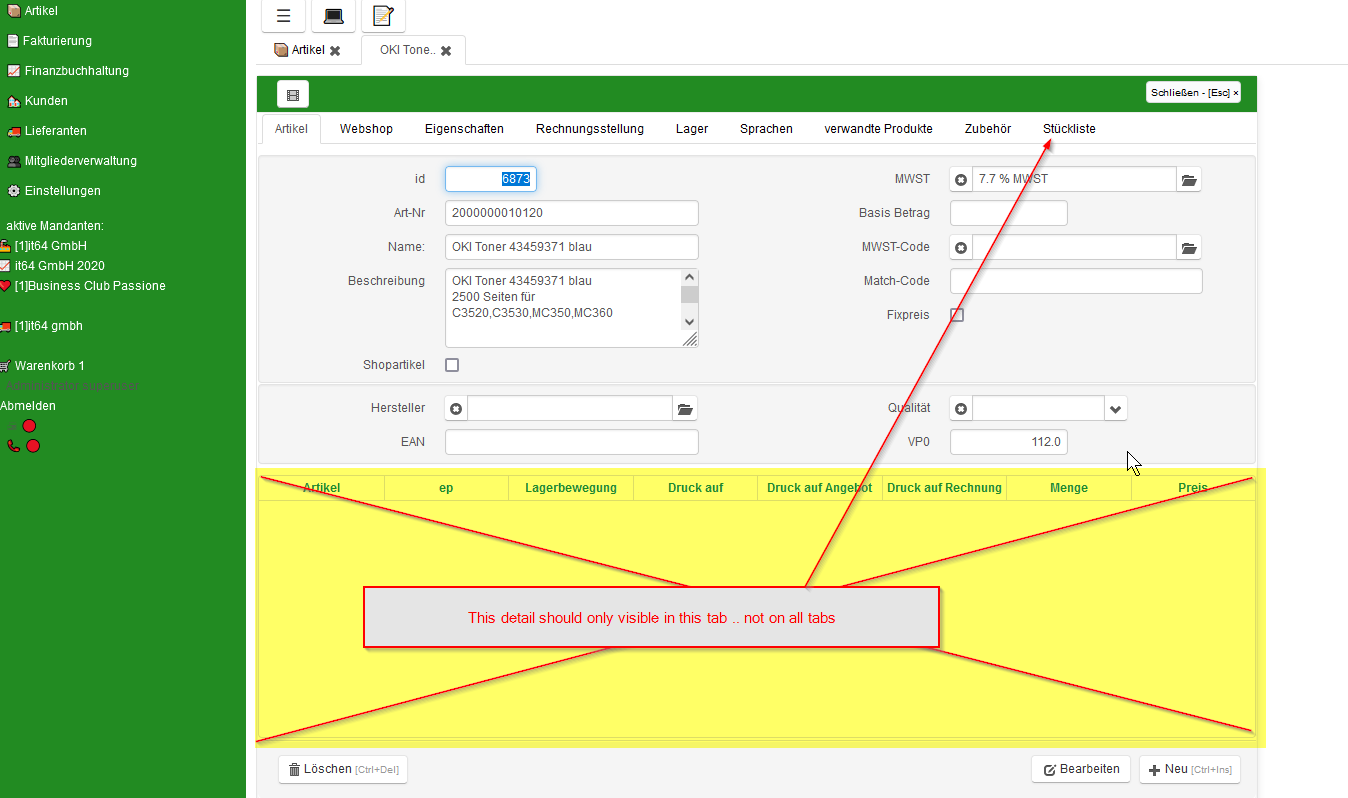 Artikel
Fakturierung
Finanzbuchhaltung
Kunden
Lieferanten
Mitgliederverwaltung
Einstellungen
aktive Mandanten:
[1]it64 GmbH
it64 GmbH 2020
[1]Business Club Passione
[1]it64 gmbh
Warenkorb 1
Administrator superuser
Abmelden
Artikel
OKI Tone..
Schließen - [Esc] ×
Artikel Webshop Eigenschaften Rechnungsstellung Lager Sprachen verwandte Produkte Zubehör Stückliste
id 6873
MWST 7.7 % MWST
Art-Nr 2000000010120
Basis Betrag
Name: OKI Toner 43459371 blau
MWST-Code
Beschreibung OKI Toner 43459371 blau
2500 Seiten für
C3520,C3530,MC350,MC360
Match-Code
Fixpreis
Shopartikel
Hersteller
Qualität
EAN
VP0 112.0
Artikel ep Lagerbewegung Druck auf Druck auf Angebot Druck auf Rechnung Menge Preis
This detail should only visible in this tab .. not on all tabs
Löschen [Ctrl+Del]
Bearbeiten
Neu [Ctrl+Ins]